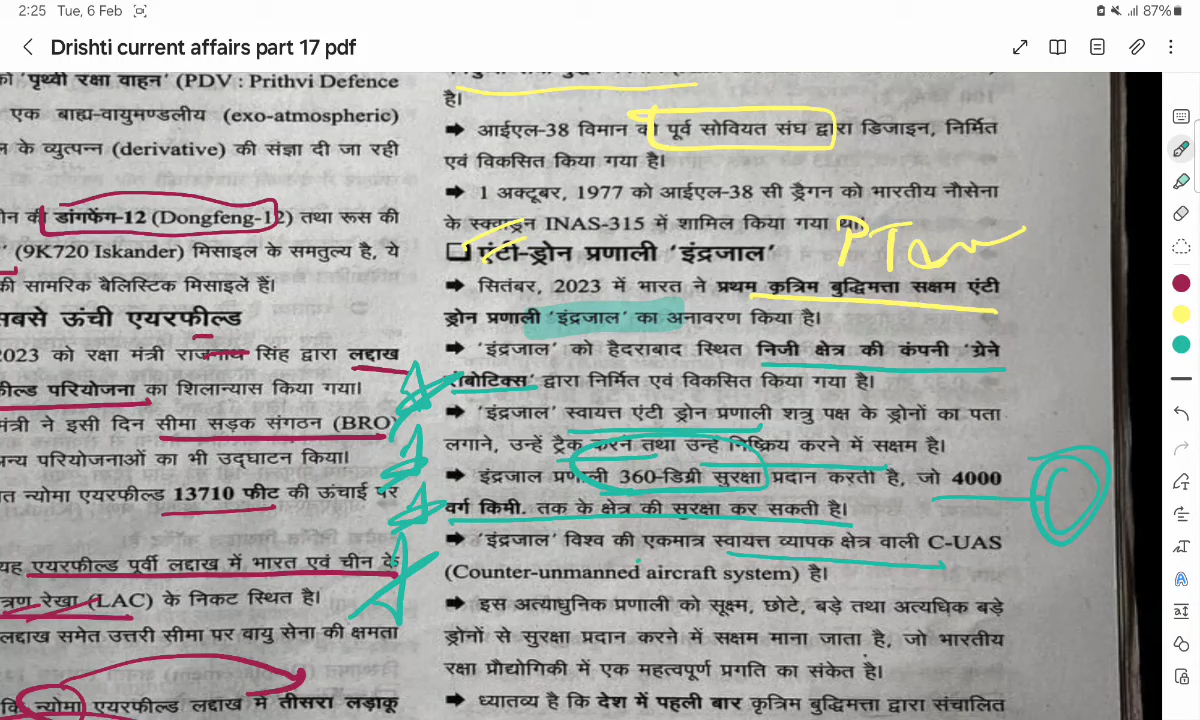 2:25 Tue, 6 Feb
87%
Drishti current affairs part 17 pdf
को 'पृथ्वी रक्षा वाहन' (PDV : Prithvi Defence
एक बाह्य-वायुमण्डलीय (exo-atmospheric)
के व्युत्पन्न (derivative) की संज्ञा दी जा रही
डांगफेंग-12 (Dongfeng-12) तथा रूस की
(9K720 Iskander) मिसाइल के समतुल्य है, ये
की सामरिक बैलिस्टिक मिसाइलें हैं।
सबसे ऊंची एयरफील्ड
2023 को रक्षा मंत्री राजनाथ सिंह द्वारा लद्दाख
फील्ड परियोजना का शिलान्यास किया गया।
मंत्री ने इसी दिन सीमा सड़क संगठन (BRO)
अन्य परियोजनाओं का भी उद्घाटन किया।
न्योमा एयरफील्ड 13710 फीट की ऊंचाई पर
यह एयरफील्ड पूर्वी लद्दाख में भारत एवं चीन के
त्रण रेखा (LAC) के निकट स्थित है।
लद्दाख समेत उत्तरी सीमा पर वायु सेना की क्षमता
कि न्योमा एयरफील्ड लद्दाख में तीसरा लड़ाकू
है।
➡ आईएल-38 विमान को पूर्व सोवियत संघ द्वारा डिजाइन, निर्मित
एवं विकसित किया गया है।
➡ 1 अक्टूबर, 1977 को आईएल-38 सी ड्रैगन को भारतीय नौसेना
के स्क्वाड्रन INAS-315 में शामिल किया गया था।
❑ एंटी-ड्रोन प्रणाली 'इंद्रजाल'
➡ सितंबर, 2023 में भारत ने प्रथम कृत्रिम बुद्धिमत्ता सक्षम एंटी
ड्रोन प्रणाली 'इंद्रजाल' का अनावरण किया है।
➡ 'इंद्रजाल' को हैदराबाद स्थित निजी क्षेत्र की कंपनी 'ग्रेने
रोबोटिक्स' द्वारा निर्मित एवं विकसित किया गया है।
➡ 'इंद्रजाल' स्वायत्त एंटी ड्रोन प्रणाली शत्रु पक्ष के ड्रोनों का पता
लगाने, उन्हें ट्रैक करने तथा उन्हें निष्क्रिय करने में सक्षम है।
➡ इंद्रजाल प्रणाली 360-डिग्री सुरक्षा प्रदान करती है, जो 4000
वर्ग किमी. तक के क्षेत्र की सुरक्षा कर सकती है।
➡ 'इंद्रजाल' विश्व की एकमात्र स्वायत्त व्यापक क्षेत्र वाली C-UAS
(Counter-unmanned aircraft system) है।
➡ इस अत्याधुनिक प्रणाली को सूक्ष्म, छोटे, बड़े तथा अत्यधिक बड़े
ड्रोनों से सुरक्षा प्रदान करने में सक्षम माना जाता है, जो भारतीय
रक्षा प्रौद्योगिकी में एक महत्वपूर्ण प्रगति का संकेत है।
➡ ध्यातव्य है कि देश में पहली बार कृत्रिम बुद्धिमत्ता द्वारा संचालित